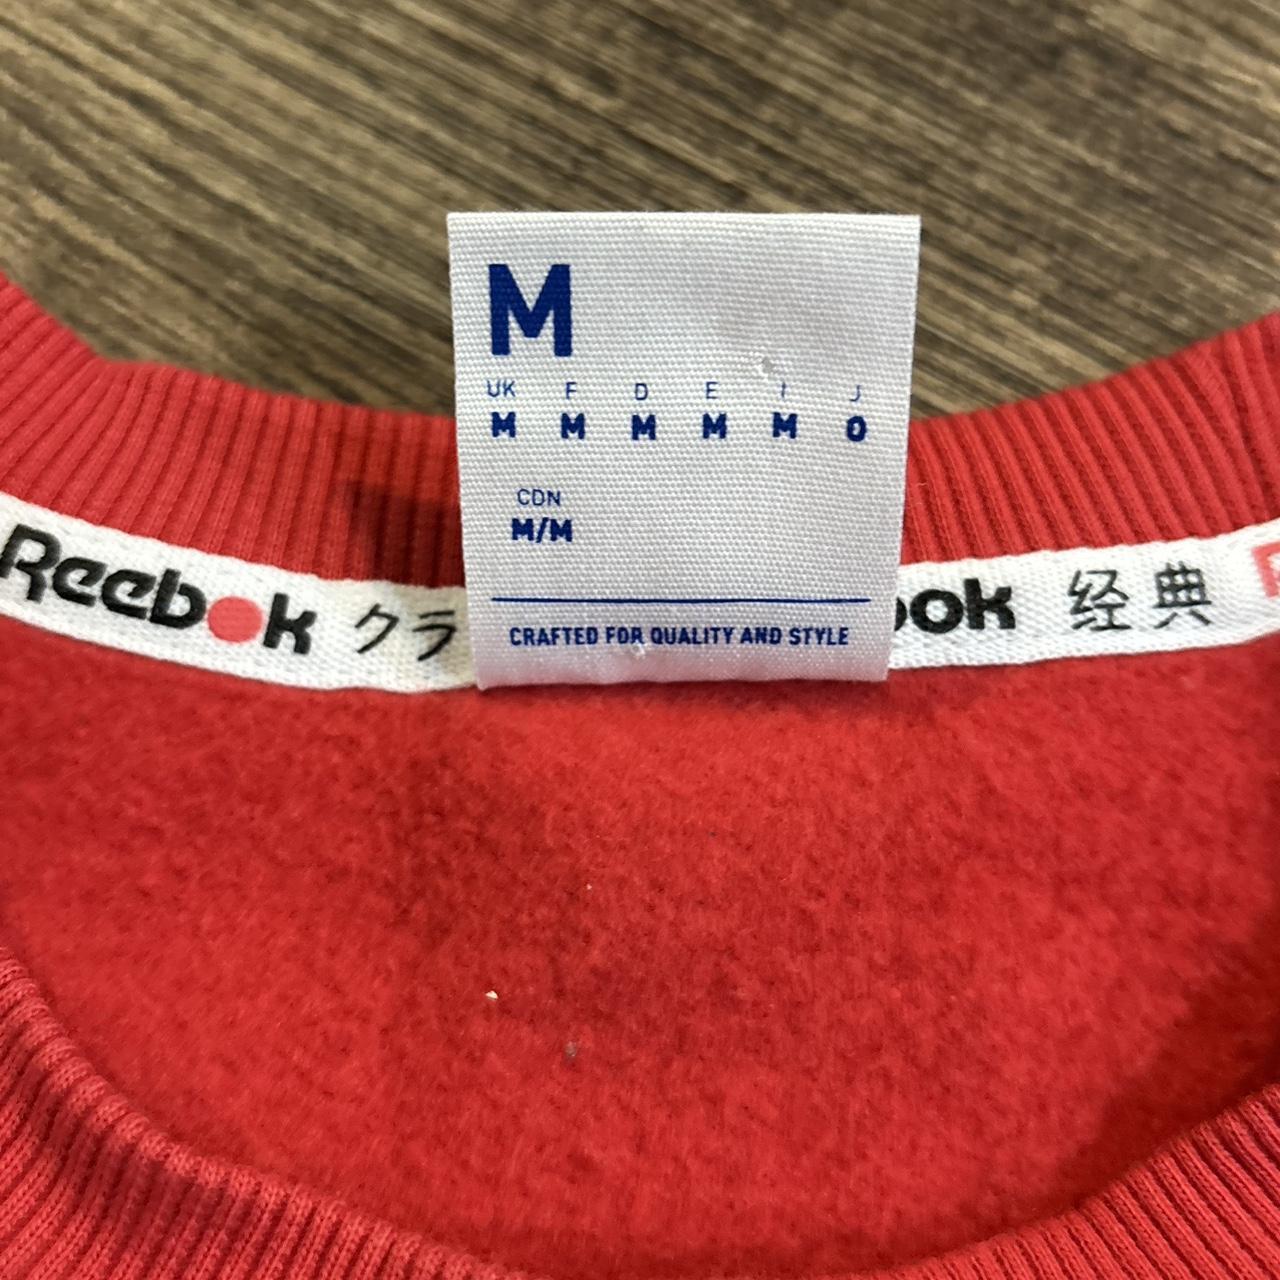 M
UK F D E I J
M M M M M O
CDN
M/M
CRAFTED FOR QUALITY AND STYLE
Reebok クラ
ook 经典